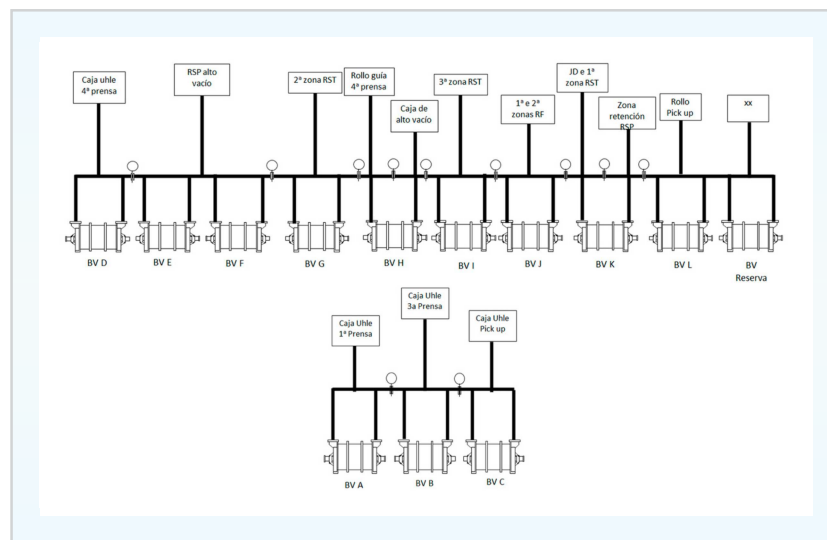 Caja uhle
4ª prensa
RSP alto
vacío
2ª zona RST
Rollo guía
4ª prensa
Caja de
alto vacío
3ª zona RST
1ª e 2ª
zonas RF
JD e 1ª
zona RST
Zona
retención
RSP
Rollo
Pick up
xx
BV D
BV E
BV F
BV G
BV H
BV I
BV J
BV K
BV L
BV
Reserva
Caja Uhle
1ª Prensa
Caja Uhle
3a Prensa
Caja Uhle
Pick up
BV A
BV B
BV C